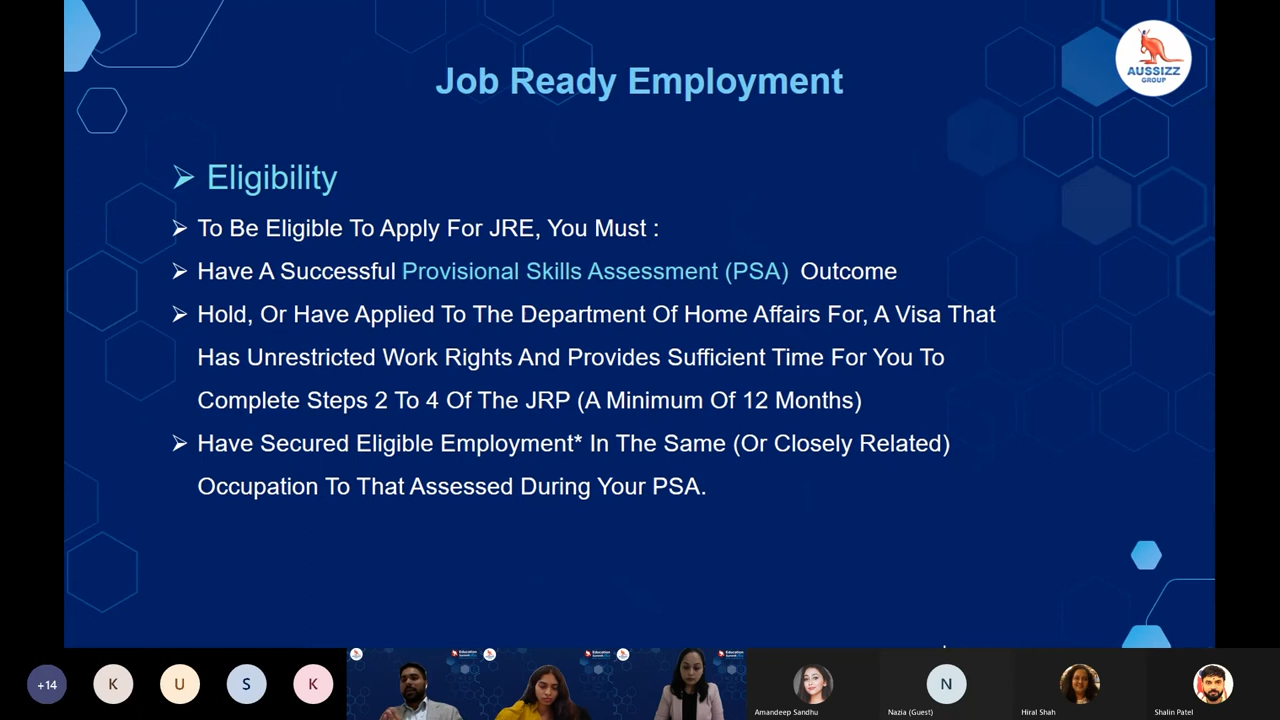 Job Ready Employment
AUSSIZZ
GROUP
Eligibility
To Be Eligible To Apply For JRE, You Must :
Have A Successful Provisional Skills Assessment (PSA) Outcome
Hold, Or Have Applied To The Department Of Home Affairs For, A Visa That
Has Unrestricted Work Rights And Provides Sufficient Time For You To
Complete Steps 2 To 4 Of The JRP (A Minimum Of 12 Months)
Have Secured Eligible Employment* In The Same (Or Closely Related)
Occupation To That Assessed During Your PSA.
+14
K
U
S
K
N
Amandeep Sandhu
Nazia (Guest)
Hiral Shah
Shalin Patel